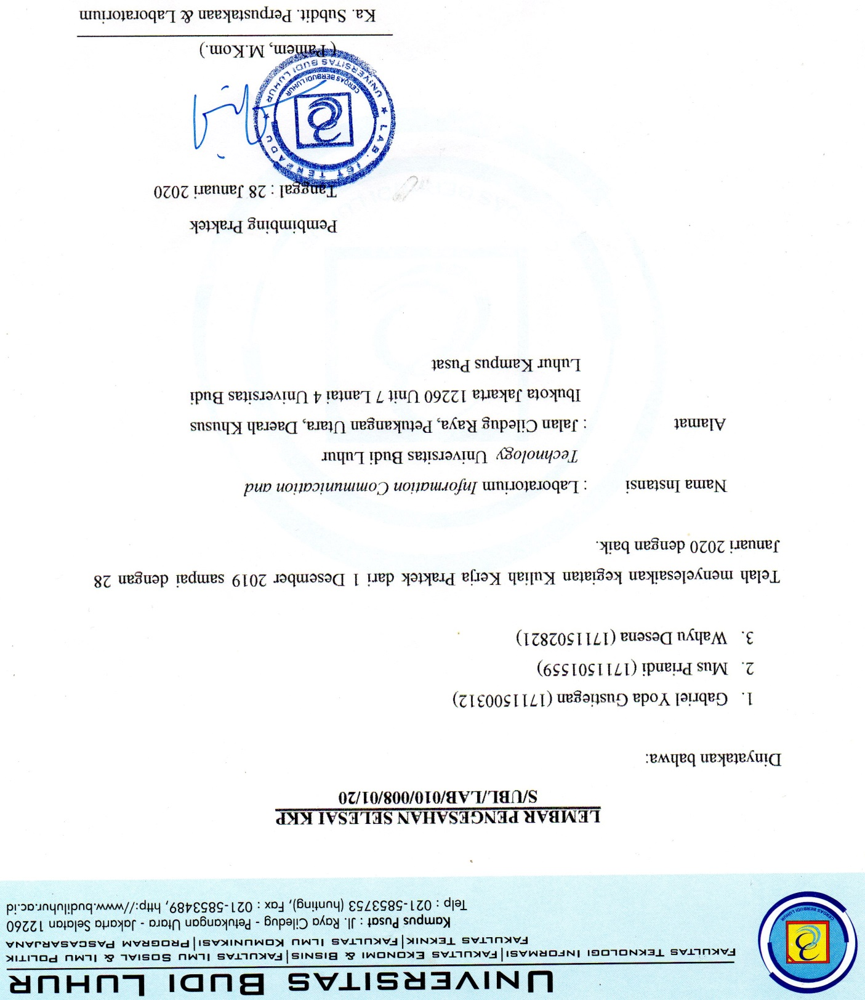 UNIVERSITAS BUDI LUHUR
FAKULTAS TEKNOLOGI INFORMASI|FAKULTAS EKONOMI & BISNIS|FAKULTAS ILMU SOSIAL & ILMU POLITIK
FAKULTAS TEKNIK|FAKULTAS ILMU KOMUNIKASI|PROGRAM PASCASARJANA
Kampus Pusat : Jl. Raya Ciledug - Petukangan Utara - Jakarta Selatan 12260
Telp : 021-5853753 (hunting), Fax : 021-5853489, http://www.budiluhur.ac.id
CERDAS BERBUDI LUHUR
LEMBAR PENGESAHAN SELESAI KKP
S/UBL/LAB/010/008/01/20
Dinyatakan bahwa:
1. Gabriel Yoda Gustiegan (1711500312)
2. Mus Priandi (1711501559)
3. Wahyu Desena (1711502821)
Telah menyelesaikan kegiatan Kuliah Kerja Praktek dari 1 Desember 2019 sampai dengan 28
Januari 2020 dengan baik.
Nama Instansi : Laboratorium Information Communication and
Technology Universitas Budi Luhur
Alamat : Jalan Ciledug Raya, Petukangan Utara, Daerah Khusus
Ibukota Jakarta 12260 Unit 7 Lantai 4 Universitas Budi
Luhur Kampus Pusat
Pembimbing Praktek
Tanggal : 28 Januari 2020
LAB. ICT TERPADU
UNIVERSITAS BUDI LUHUR
CERDAS BERBUDI LUHUR
( Painem, M.Kom.)
Ka. Subdit. Perpustakaan & Laboratorium